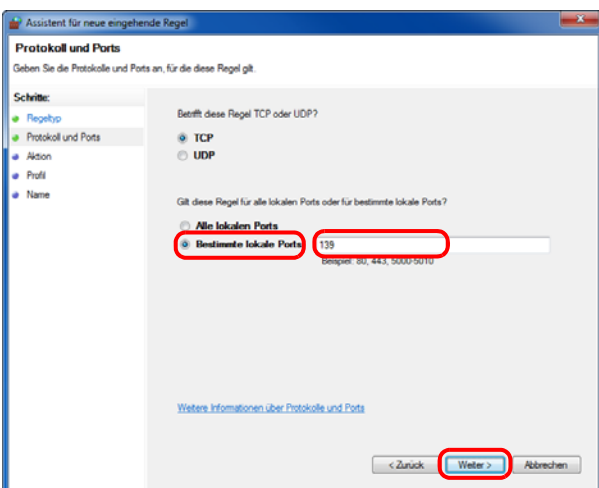 Assistent für neue eingehende Regel
Protokoll und Ports
Geben Sie die Protokolle und Ports an, für die diese Regel gilt.
Schritte:
Regeltyp
Protokoll und Ports
Aktion
Profil
Name
Betrifft diese Regel TCP oder UDP?
TCP
UDP
Gilt diese Regel für alle lokalen Ports oder für bestimmte lokale Ports?
Alle lokalen Ports
Bestimmte lokale Ports 139
Beispiel: 80, 443, 5000-5010
Weitere Informationen über Protokolle und Ports
< Zurück Weiter > Abbrechen